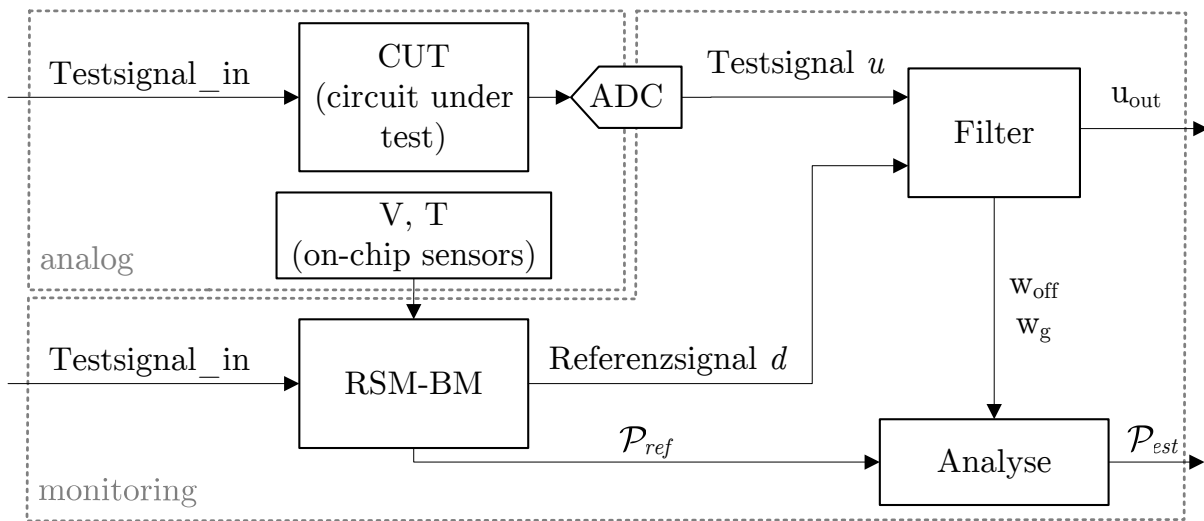 Testsignal_in
CUT
(circuit under
test)
ADC
Testsignal u
Filter
u_out
V, T
(on-chip sensors)
analog
w_off
w_g
Testsignal_in
RSM-BM
Referenzsignal d
𝒫_ref
Analyse
𝒫_est
monitoring